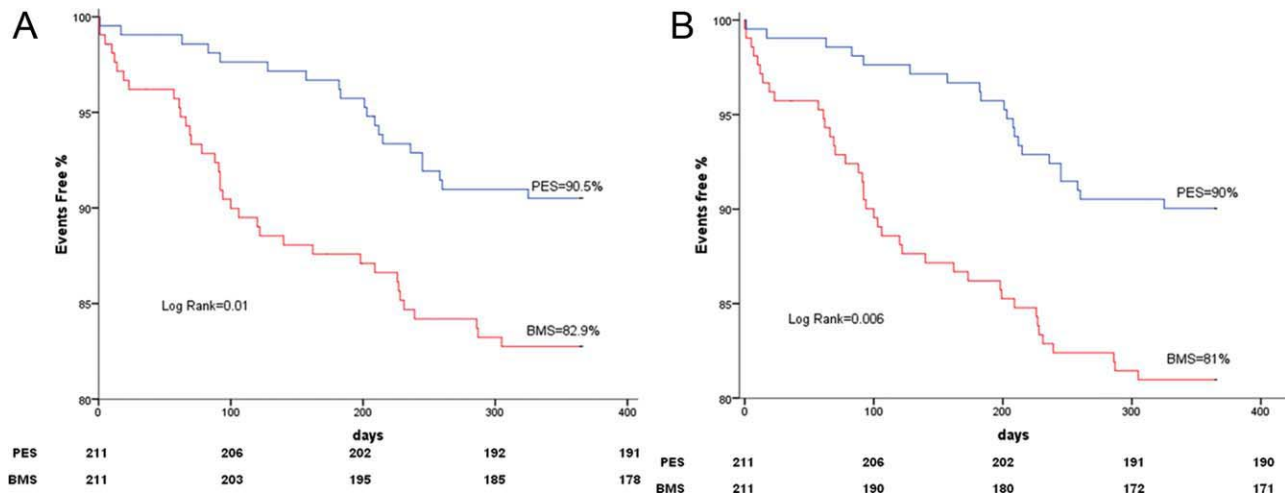 A
Events Free %
100
95
90
85
80
PES=90.5%
Log Rank=0.01
BMS=82.9%
0 100 200 300 400
days
PES 211 206 202 192 191
BMS 211 203 195 185 178
B
Events free %
100
95
90
85
80
PES=90%
Log Rank=0.006
BMS=81%
0 100 200 300 400
days
PES 211 206 202 191 190
BMS 211 190 180 172 171